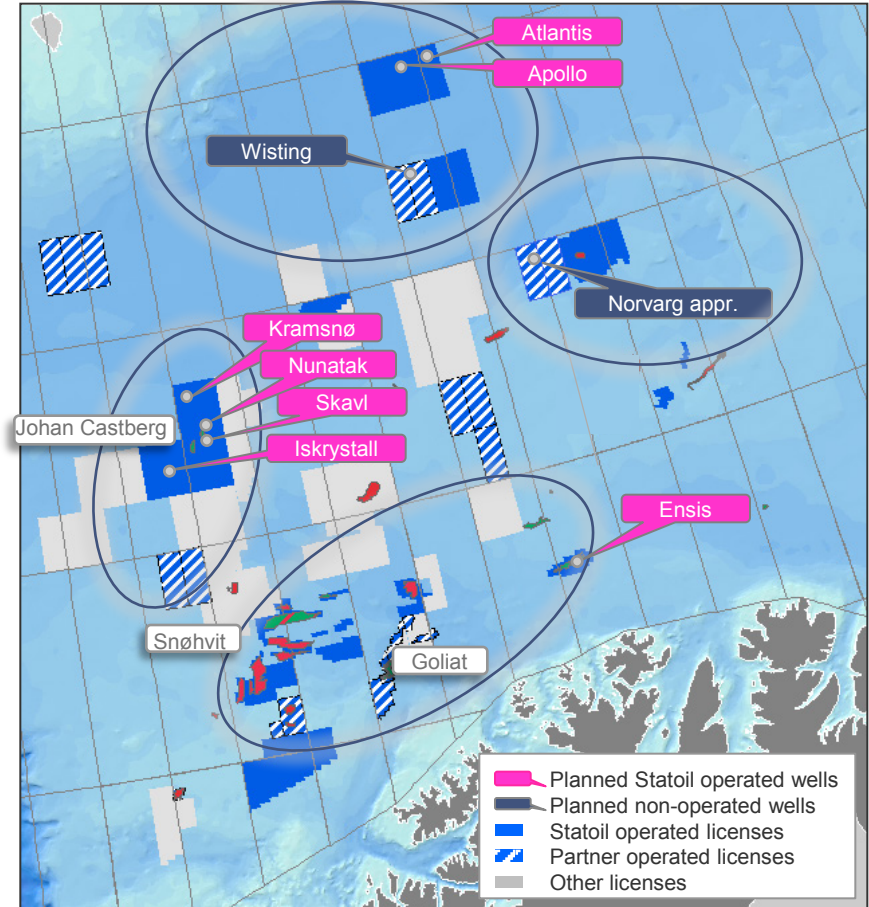 Atlantis
Apollo
Wisting
Norvarg appr.
Kramsnø
Nunatak
Skavl
Johan Castberg
Iskrystall
Ensis
Snøhvit
Goliat
Planned Statoil operated wells
Planned non-operated wells
Statoil operated licenses
Partner operated licenses
Other licenses